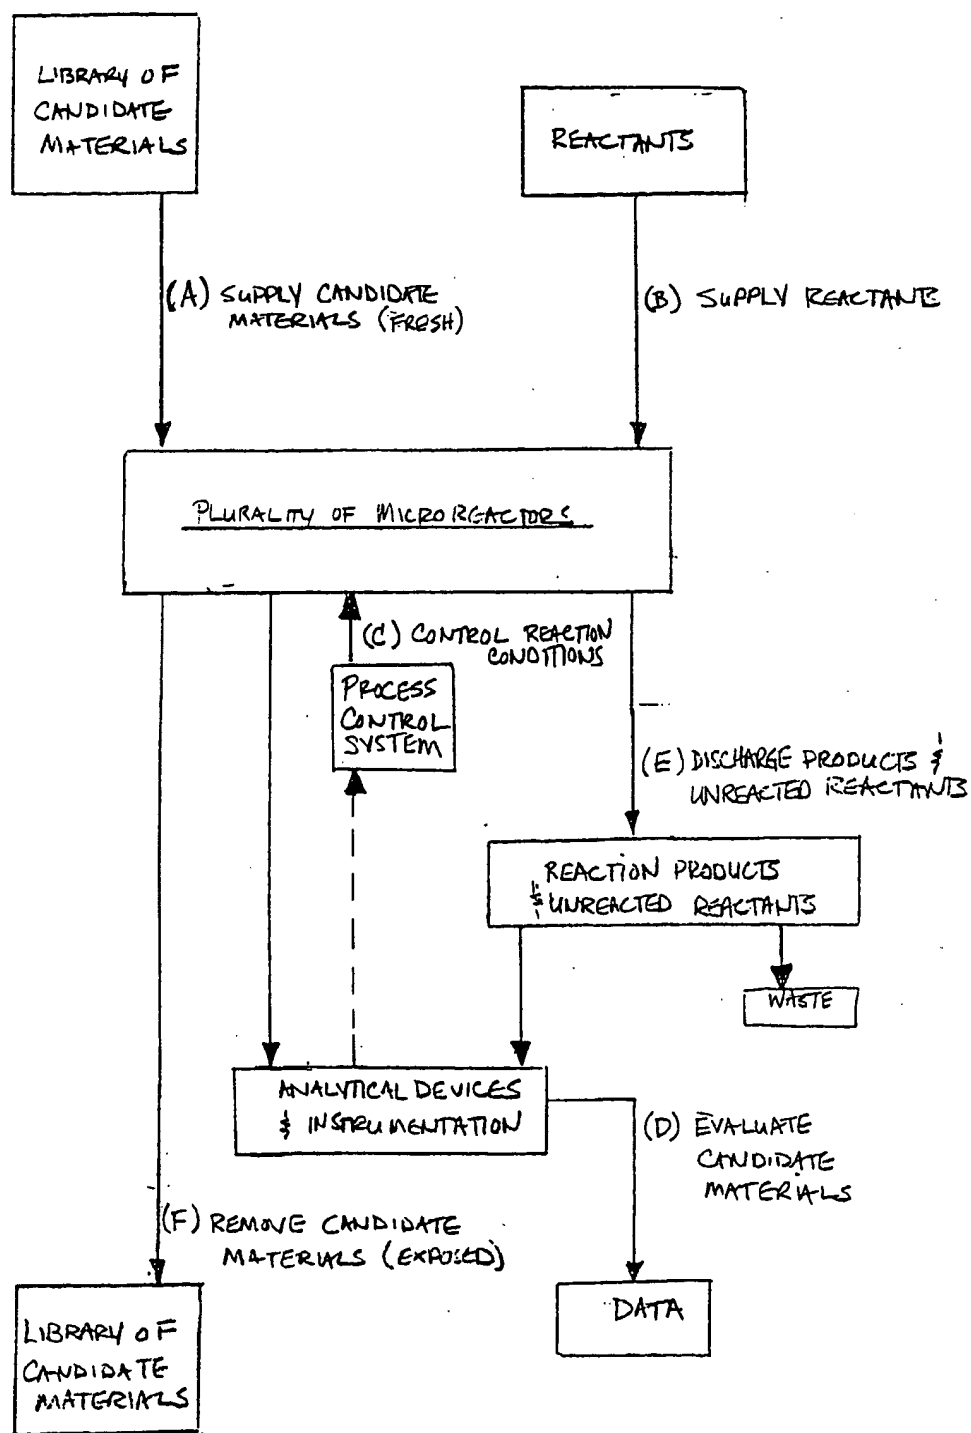 LIBRARY OF
CANDIDATE
MATERIALS
REACTANTS
(A) SUPPLY CANDIDATE
MATERIALS (FRESH)
(B) SUPPLY REACTANTS
PLURALITY OF MICROREACTORS
(C) CONTROL REACTION
CONDITIONS
PROCESS
CONTROL
SYSTEM
(E) DISCHARGE PRODUCTS &
UNREACTED REACTANTS
REACTION PRODUCTS
& UNREACTED REACTANTS
WASTE
ANALYTICAL DEVICES
& INSTRUMENTATION
(D) EVALUATE
CANDIDATE
MATERIALS
(F) REMOVE CANDIDATE
MATERIALS (EXPOSED)
DATA
LIBRARY OF
CANDIDATE
MATERIALS